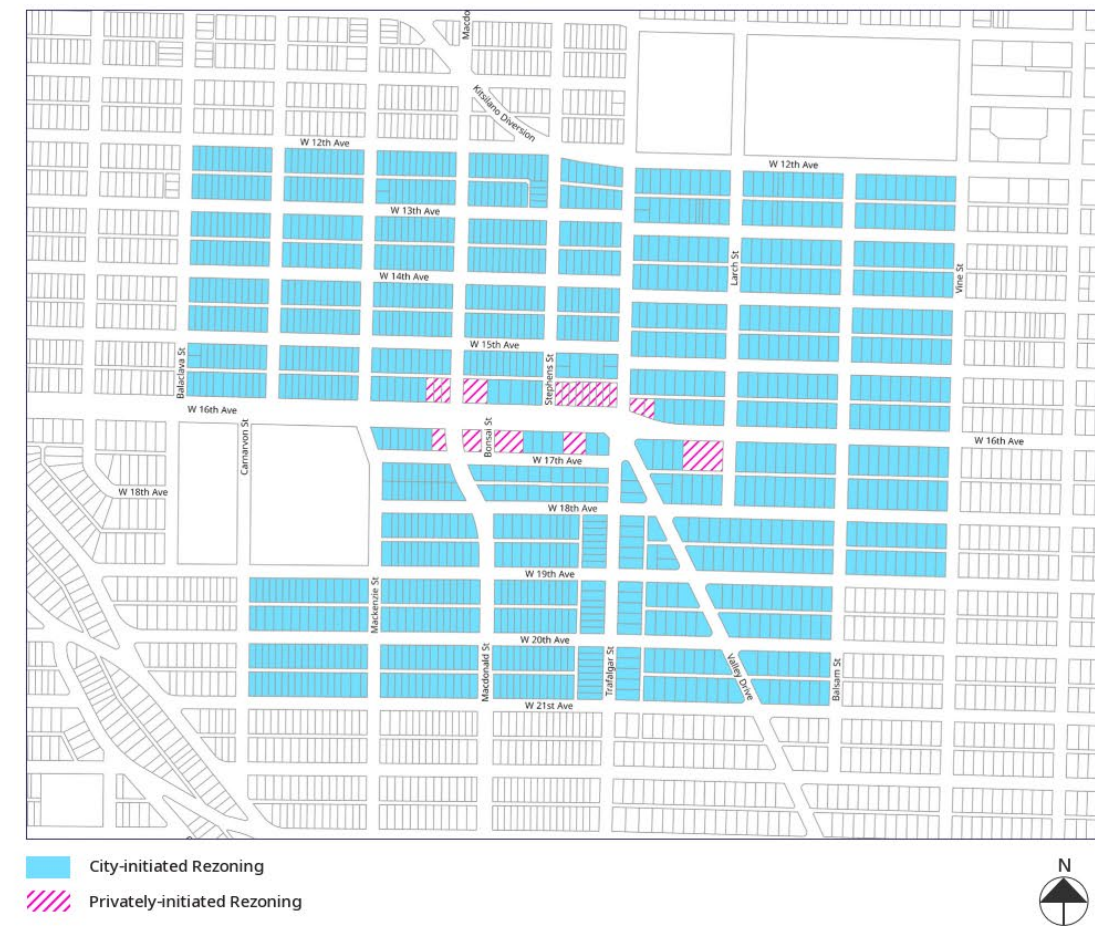 Macdo
Kitsilano Diversion
W 12th Ave
W 12th Ave
W 13th Ave
Larch St
Vine St
W 14th Ave
W 15th Ave
Balaclava St
Stephens St
W 16th Ave
Carnarvon St
Bonsai St
W 16th Ave
W 17th Ave
W 18th Ave
W 18th Ave
W 19th Ave
Mackenzie St
W 20th Ave
Macdonald St
Trafalgar St
Valley Drive
Balsam St
W 21st Ave
City-initiated Rezoning
Privately-initiated Rezoning
N